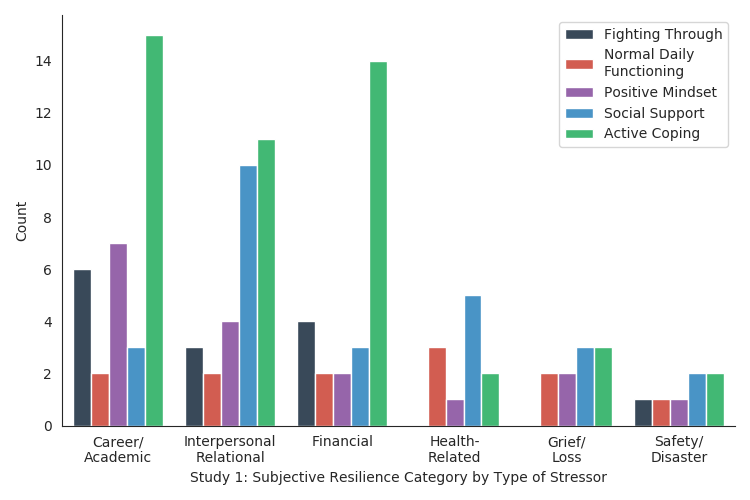 Fighting Through
Normal Daily
Functioning
Positive Mindset
Social Support
Active Coping
14
12
10
8
6
4
2
0
Count
Career/
Academic
Interpersonal
Relational
Financial
Health-
Related
Grief/
Loss
Safety/
Disaster
Study 1: Subjective Resilience Category by Type of Stressor